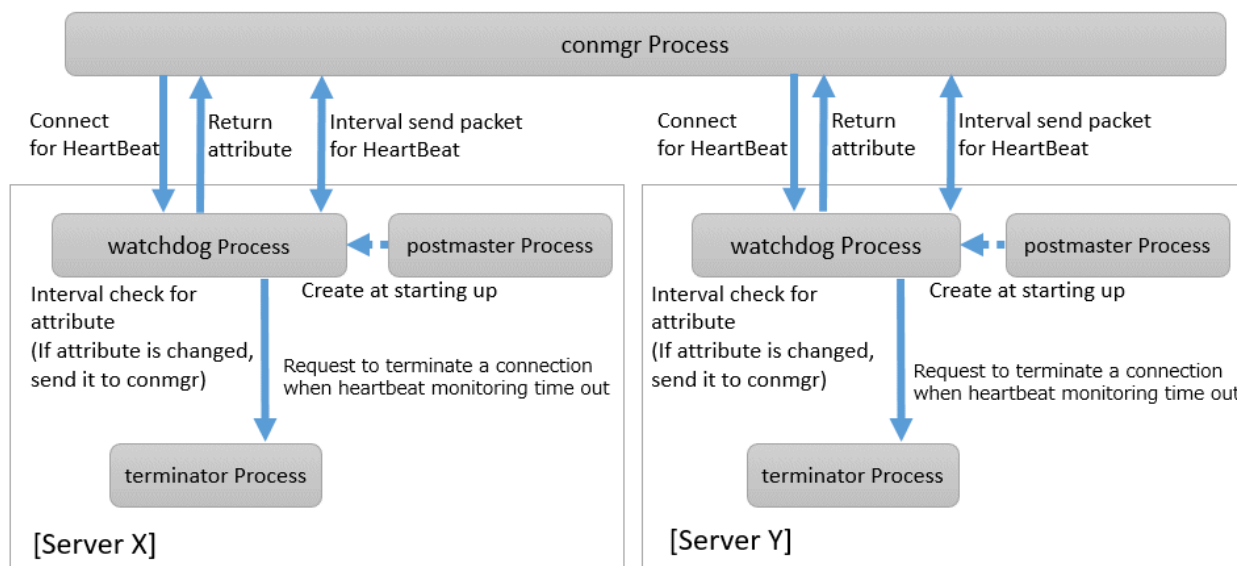 conmgr Process
Connect
for HeartBeat
Return
attribute
Interval send packet
for HeartBeat
Connect
for HeartBeat
Return
attribute
Interval send packet
for HeartBeat
watchdog Process
postmaster Process
Create at starting up
Interval check for
attribute
(If attribute is changed,
send it to conmgr)
Request to terminate a connection
when heartbeat monitoring time out
terminator Process
[Server X]
watchdog Process
postmaster Process
Create at starting up
Interval check for
attribute
(If attribute is changed,
send it to conmgr)
Request to terminate a connection
when heartbeat monitoring time out
terminator Process
[Server Y]